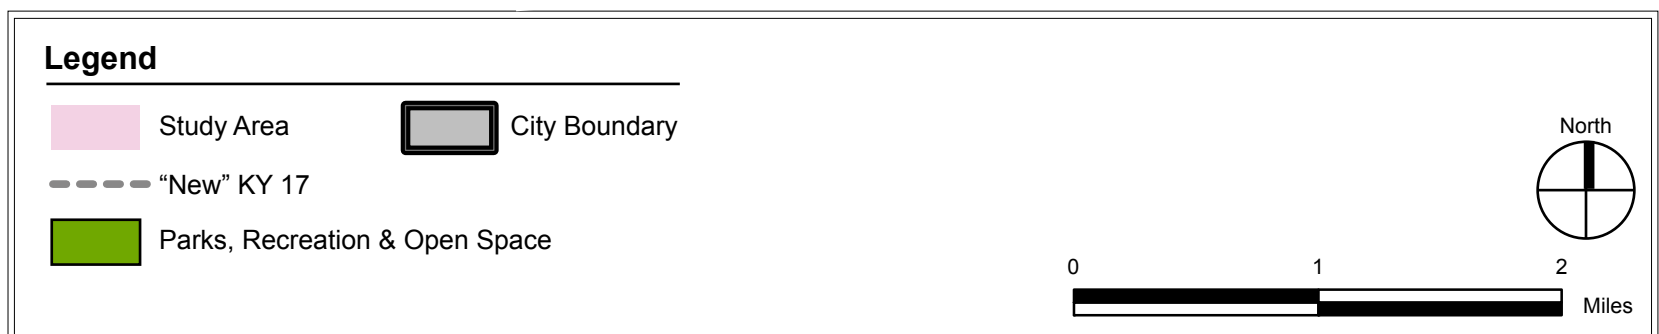 Legend
Study Area
City Boundary
“New” KY 17
Parks, Recreation & Open Space
North
0 1 2
Miles